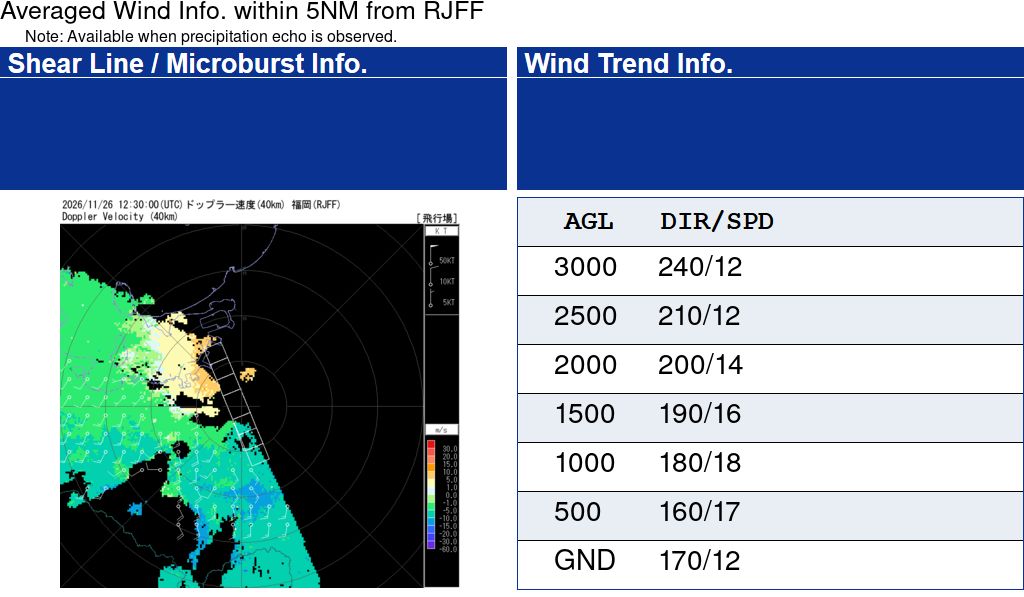 Averaged Wind Info. within 5NM from RJFF
Note: Available when precipitation echo is observed.
Shear Line / Microburst Info.
Wind Trend Info.
2026/11/26 12:30:00(UTC) ドップラー速度(40km) 福岡(RJFF)
Doppler Velocity (40km)
[飛行場]
KT
50KT
10KT
5KT
m/s
30.0
20.0
15.0
10.0
5.0
1.0
0.0
-1.0
-5.0
-10.0
-15.0
-20.0
-30.0
-60.0
AGL DIR/SPD
3000 240/12
2500 210/12
2000 200/14
1500 190/16
1000 180/18
500 160/17
GND 170/12